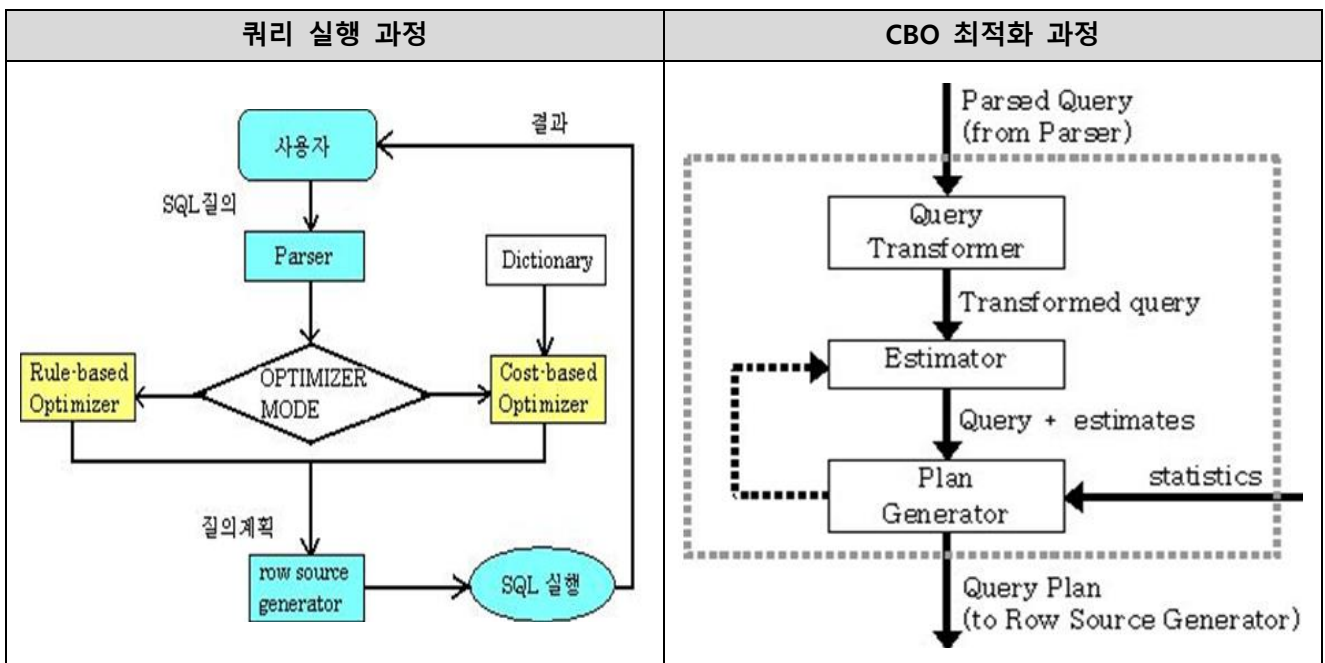 쿼리 실행 과정
CBO 최적화 과정
사용자
결과
SQL질의
Parser
Dictionary
Rule-based
Optimizer
OPTIMIZER
MODE
Cost-based
Optimizer
질의계획
row source
generator
SQL 실행
Parsed Query
(from Parser)
Query
Transformer
Transformed query
Estimator
Query + estimates
Plan
Generator
statistics
Query Plan
(to Row Source Generator)